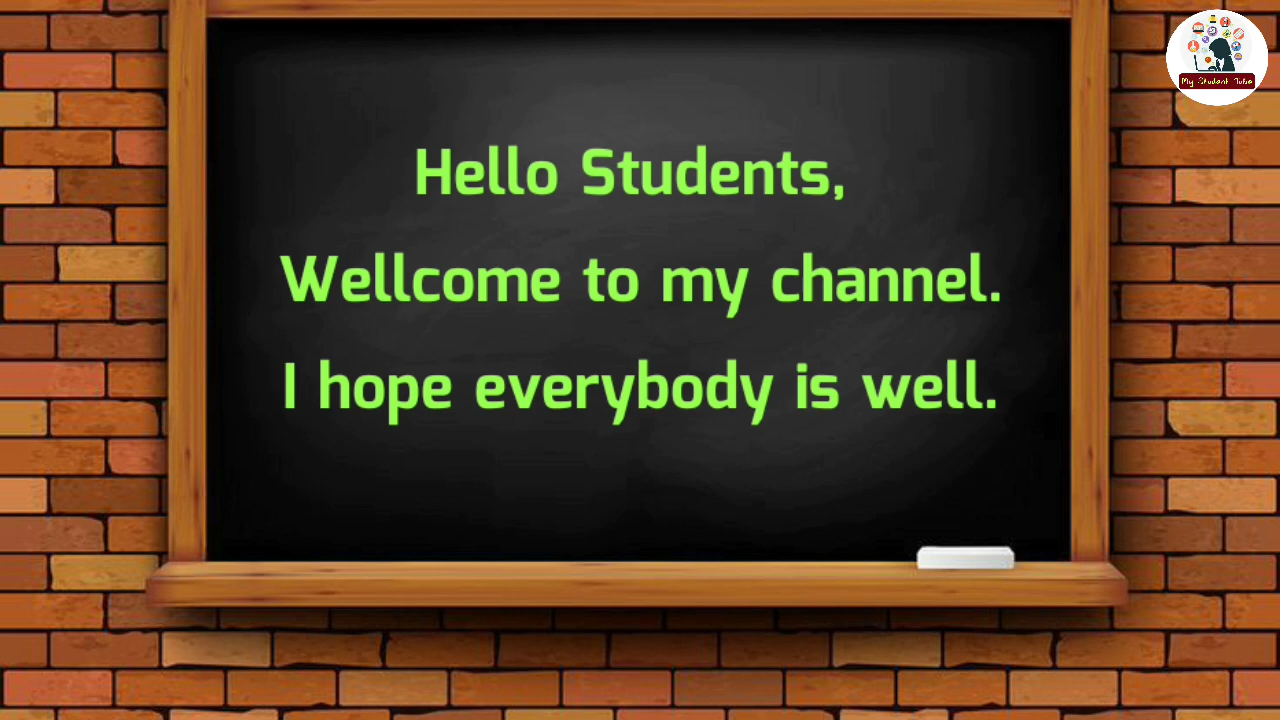 My Student Tube
Hello Students,
Wellcome to my channel.
I hope everybody is well.